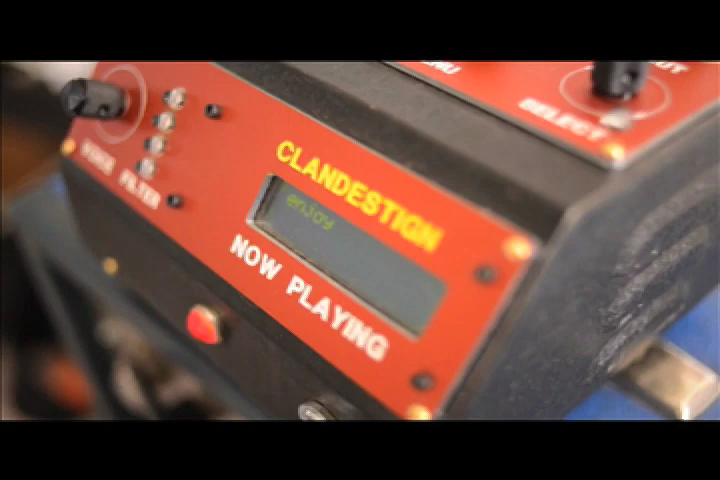 CLANDESTIGN
enjoy
NOW PLAYING
FILTER
SELECT